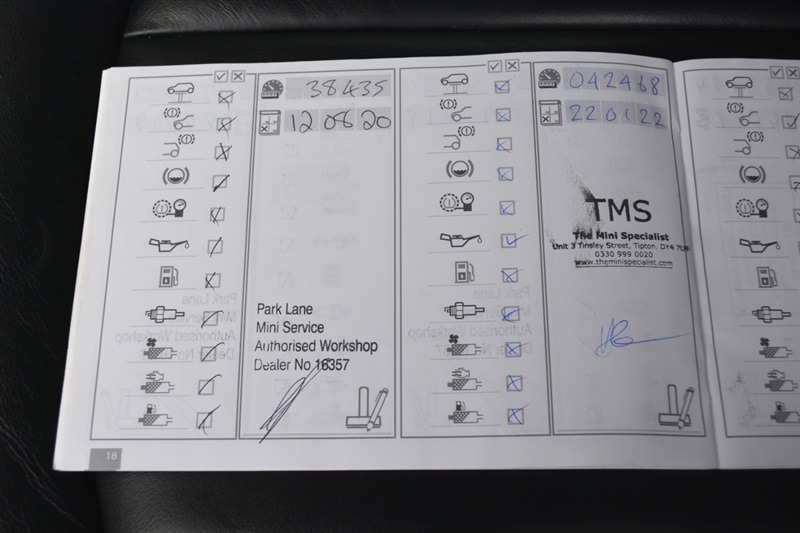 38435
12 08 20
Park Lane
Mini Service
Authorised Workshop
Dealer No 16357
042468
22 01 22
TMS
The Mini Specialist
Unit 3 Tinsley Street, Tipton, DY4 7LH
0330 999 0020
www.theminispecialist.com
18